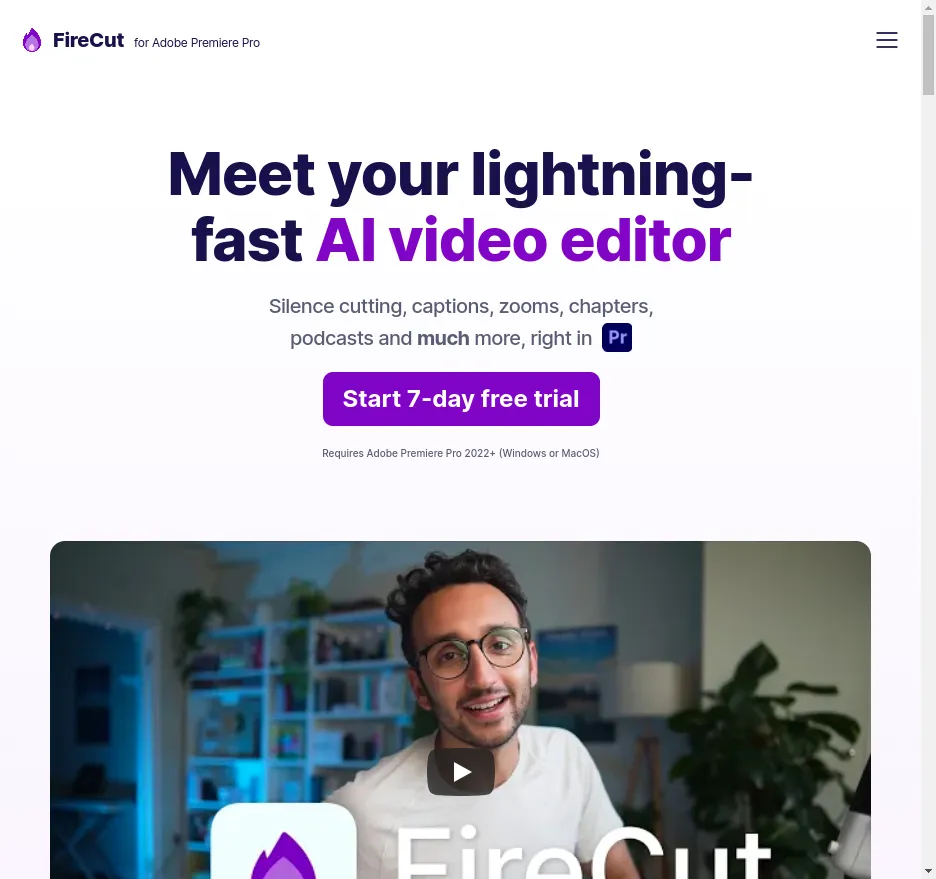 FireCut for Adobe Premiere Pro
Meet your lightning-
fast AI video editor
Silence cutting, captions, zooms, chapters,
podcasts and much more, right in Pr
Start 7-day free trial
Requires Adobe Premiere Pro 2022+ (Windows or MacOS)
FireCut